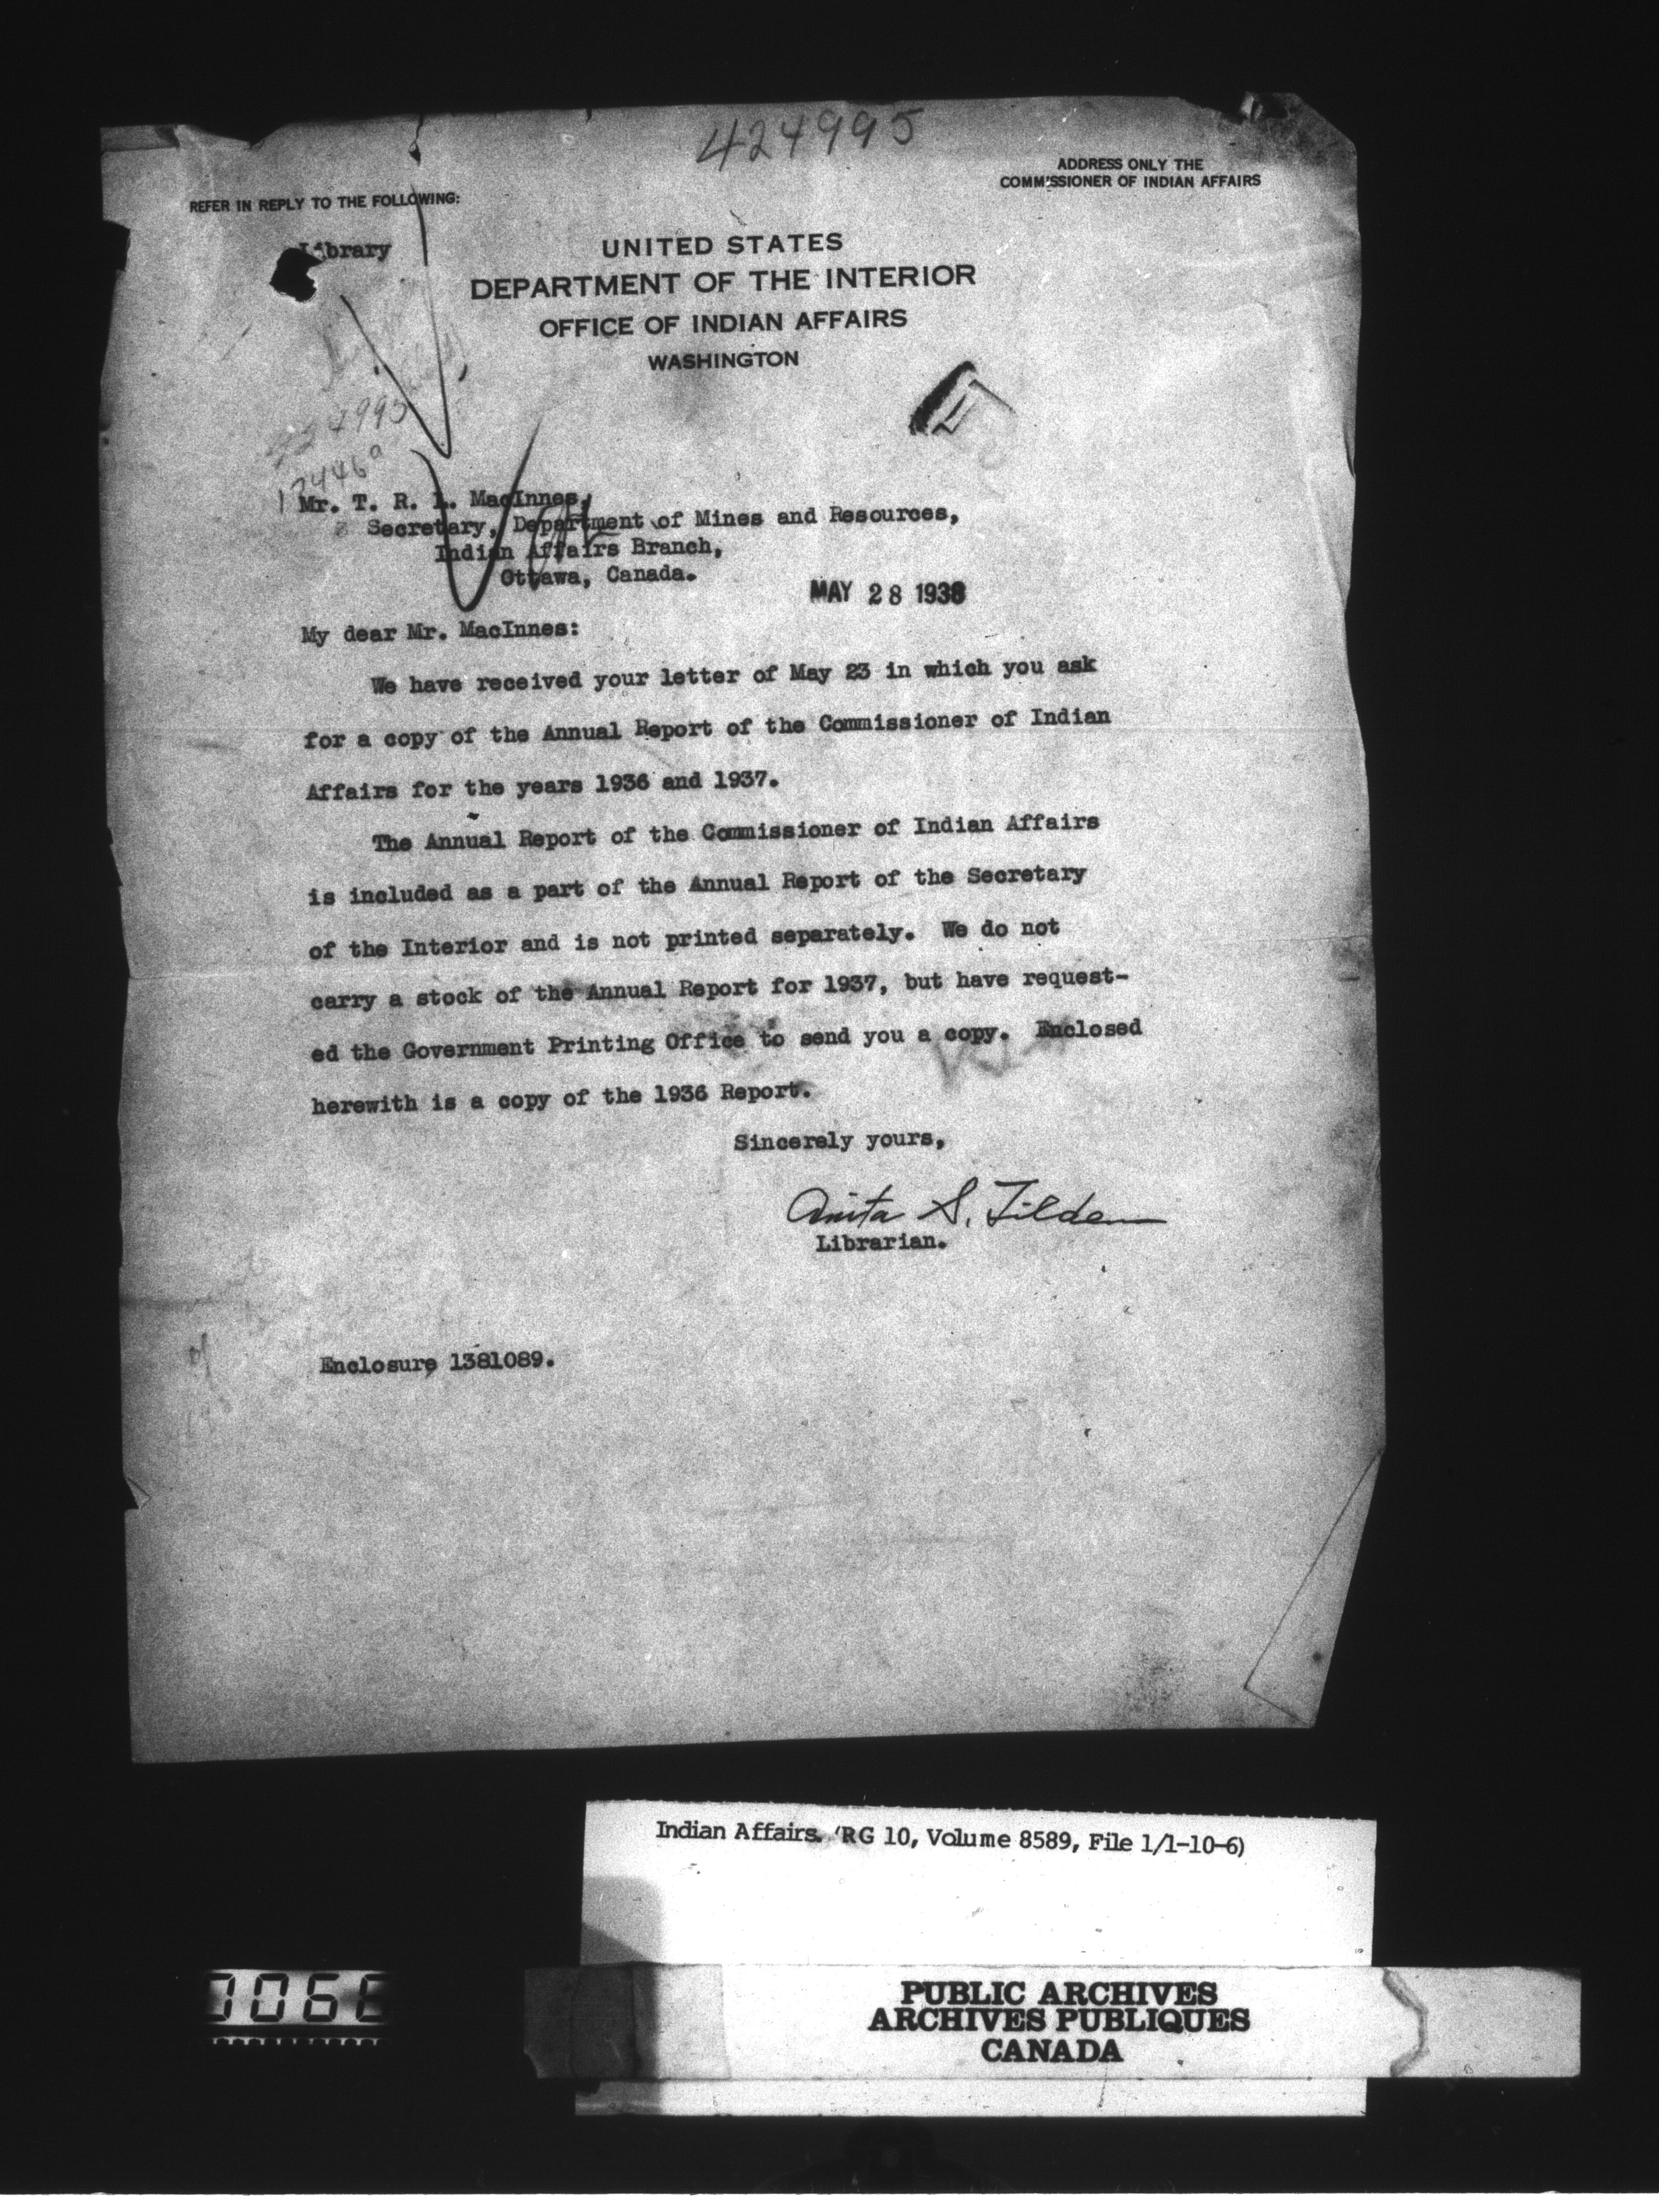 424995
ADDRESS ONLY THE
COMM'SSIONER OF INDIAN AFFAIRS
REFER IN REPLY TO THE FOLLOWING:
Library
UNITED STATES
DEPARTMENT OF THE INTERIOR
OFFICE OF INDIAN AFFAIRS
WASHINGTON
424995
Mr. T. R. L. MacInnes,
Secretary, Department of Mines and Resources,
Indian Affairs Branch,
Ottawa, Canada.
MAY 28 1938
My dear Mr. MacInnes:
We have received your letter of May 23 in which you ask
for a copy of the Annual Report of the Commissioner of Indian
Affairs for the years 1936 and 1937.
The Annual Report of the Commissioner of Indian Affairs
is included as a part of the Annual Report of the Secretary
of the Interior and is not printed separately. We do not
carry a stock of the Annual Report for 1937, but have request-
ed the Government Printing Office to send you a copy. Enclosed
herewith is a copy of the 1936 Report.
Sincerely yours,
Anita S. Tilden
Librarian.
Enclosure 1381089.
Indian Affairs. (RG 10, Volume 8589, File 1/1-10-6)
PUBLIC ARCHIVES
ARCHIVES PUBLIQUES
CANADA